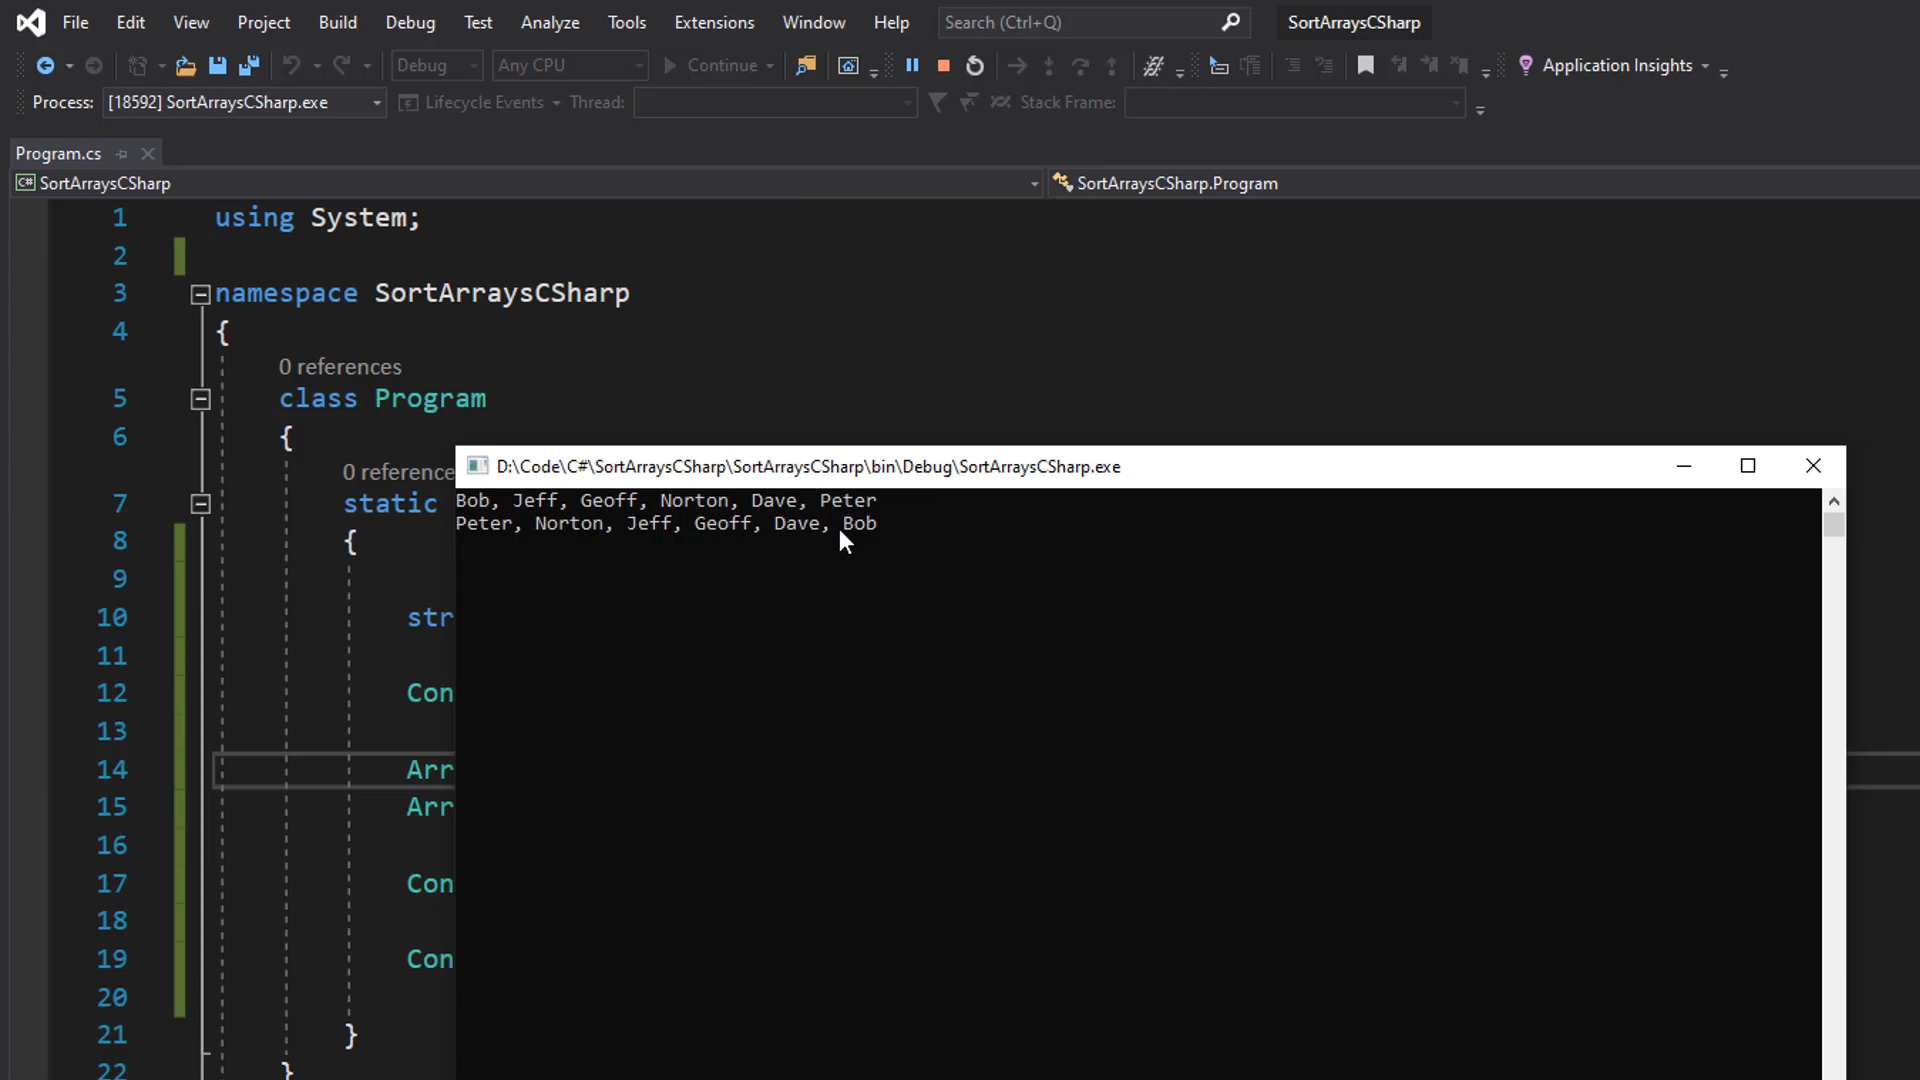 File Edit View Project Build Debug Test Analyze Tools Extensions Window Help Search (Ctrl+Q) SortArraysCSharp
Debug Any CPU Continue Application Insights
Process: [18592] SortArraysCSharp.exe Lifecycle Events Thread: Stack Frame:
Program.cs
C# SortArraysCSharp SortArraysCSharp.Program
1 using System;
2
3 namespace SortArraysCSharp
4 {
0 references
5 class Program
6 {
D:\Code\C#\SortArraysCSharp\SortArraysCSharp\bin\Debug\SortArraysCSharp.exe
0 reference
7 static
Bob, Jeff, Geoff, Norton, Dave, Peter
Peter, Norton, Jeff, Geoff, Dave, Bob
8 {
9
10 str
11
12 Con
13
14 Arr
15 Arr
16
17 Con
18
19 Con
20
21 }
22 }